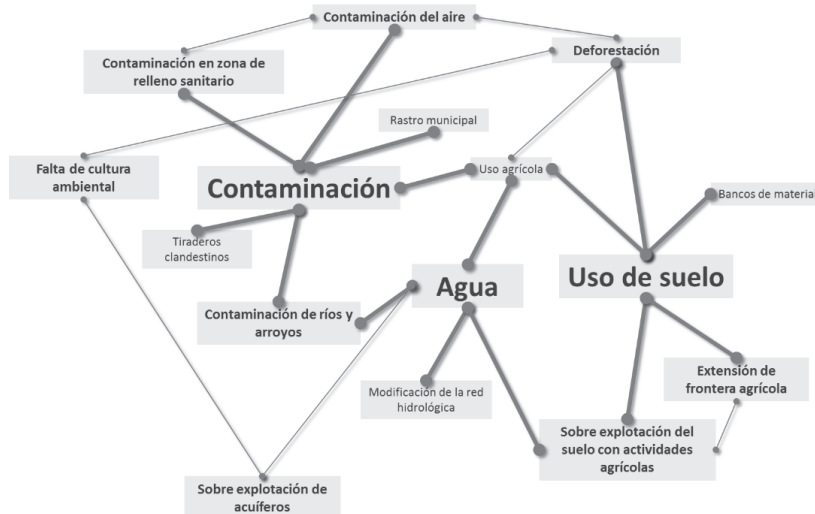 Contaminación del aire
Deforestación
Contaminación en zona de
relleno sanitario
Rastro municipal
Falta de cultura
ambiental
Contaminación
Uso agrícola
Bancos de materia
Tiraderos
clandestinos
Agua
Uso de suelo
Contaminación de ríos y
arroyos
Extensión de
frontera agrícola
Modificación de la red
hidrológica
Sobre explotación del
suelo con actividades
agrícolas
Sobre explotación de
acuíferos